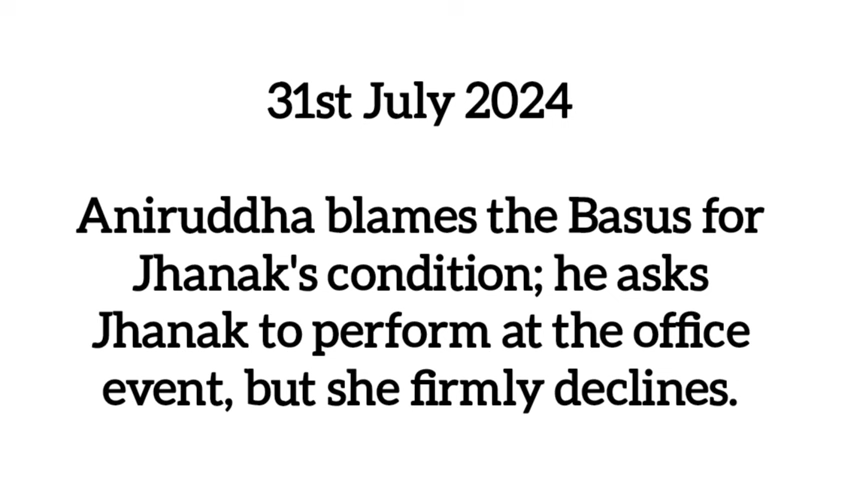 31st July 2024
Aniruddha blames the Basus for
Jhanak's condition; he asks
Jhanak to perform at the office
event, but she firmly declines.